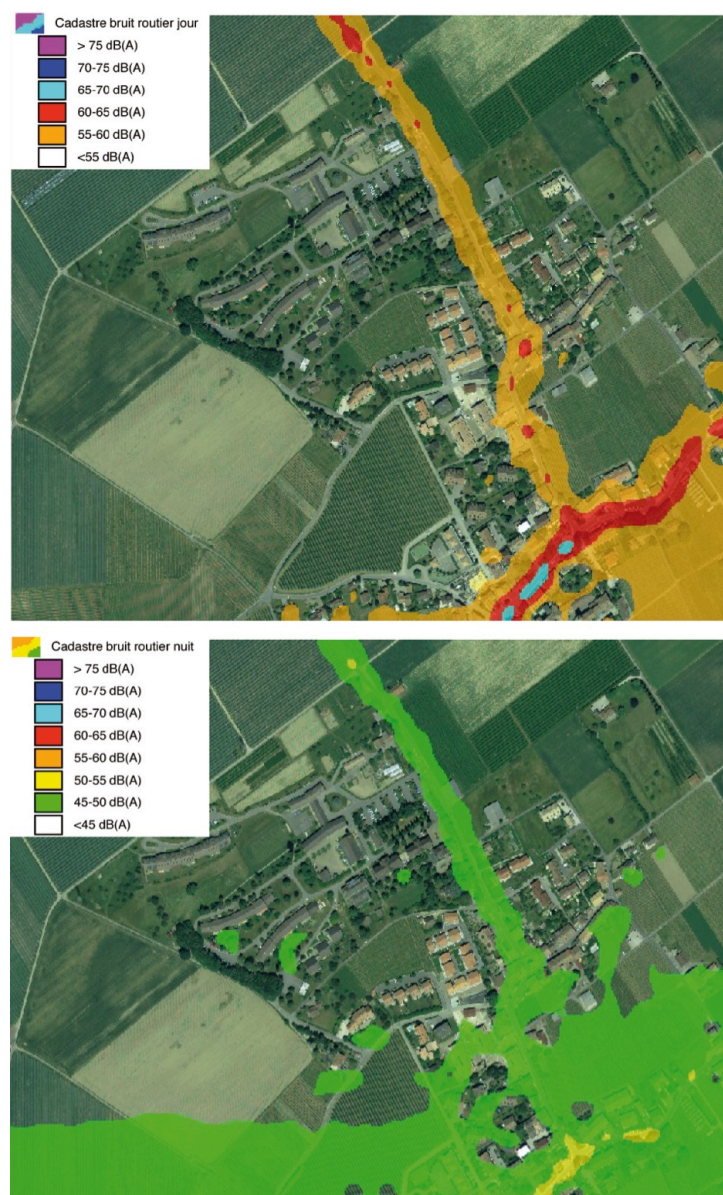 Cadastre bruit routier jour
> 75 dB(A)
70-75 dB(A)
65-70 dB(A)
60-65 dB(A)
55-60 dB(A)
<55 dB(A)
Cadastre bruit routier nuit
> 75 dB(A)
70-75 dB(A)
65-70 dB(A)
60-65 dB(A)
55-60 dB(A)
50-55 dB(A)
45-50 dB(A)
<45 dB(A)